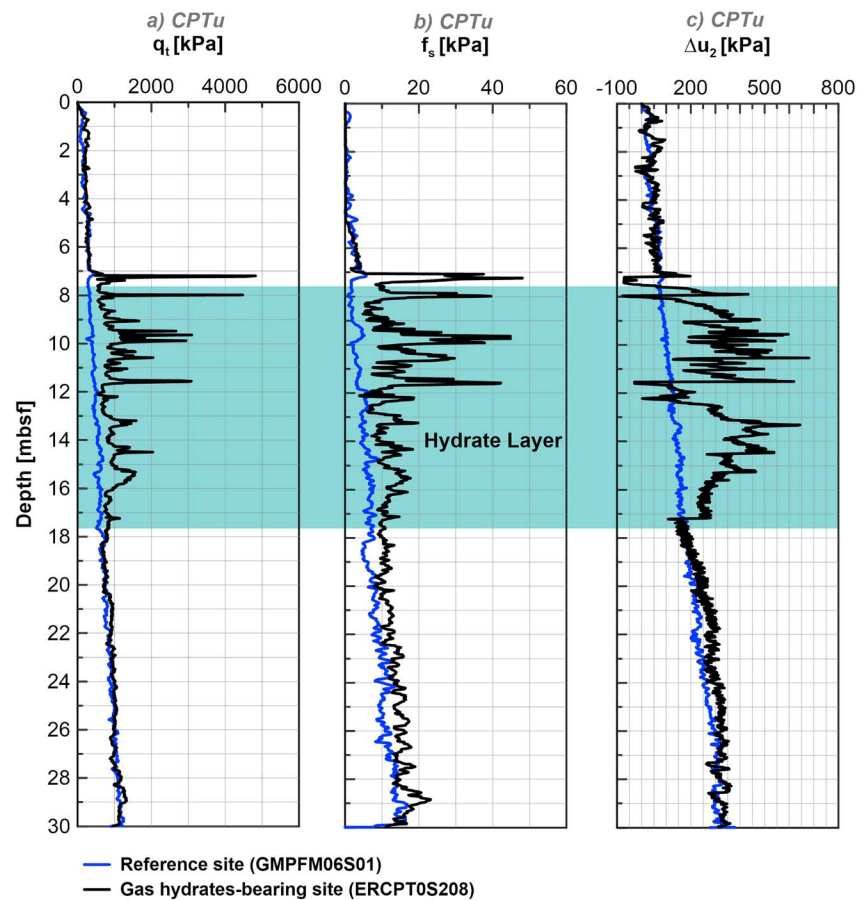 a) CPTu
b) CPTu
c) CPTu
qt [kPa]
fs [kPa]
Δu2 [kPa]
0 2000 4000 6000
0 20 40 60
-100 200 500 800
0
2
4
6
8
10
12
14
16
18
20
22
24
26
28
30
Depth [mbsf]
Hydrate Layer
Reference site (GMPFM06S01)
Gas hydrates-bearing site (ERCPT0S208)